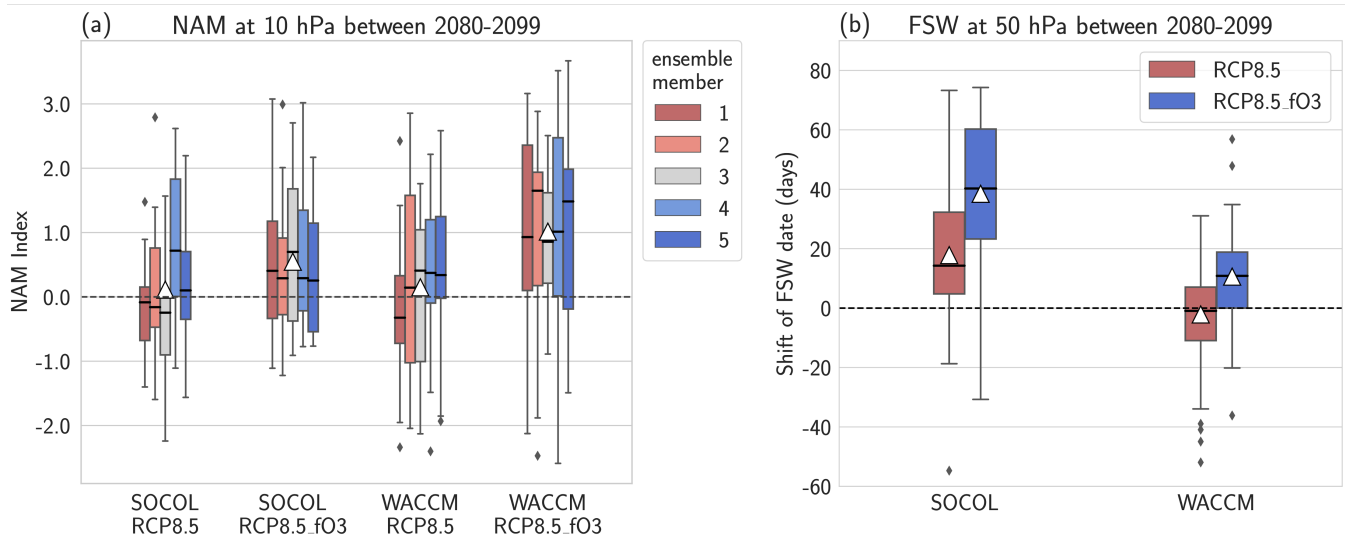 (a) NAM at 10 hPa between 2080-2099
NAM Index
3.0
2.0
1.0
0.0
-1.0
-2.0
SOCOL
RCP8.5
SOCOL
RCP8.5_fO3
WACCM
RCP8.5
WACCM
RCP8.5_fO3
ensemble
member
1
2
3
4
5
(b) FSW at 50 hPa between 2080-2099
Shift of FSW date (days)
80
60
40
20
0
-20
-40
-60
RCP8.5
RCP8.5_fO3
SOCOL
WACCM